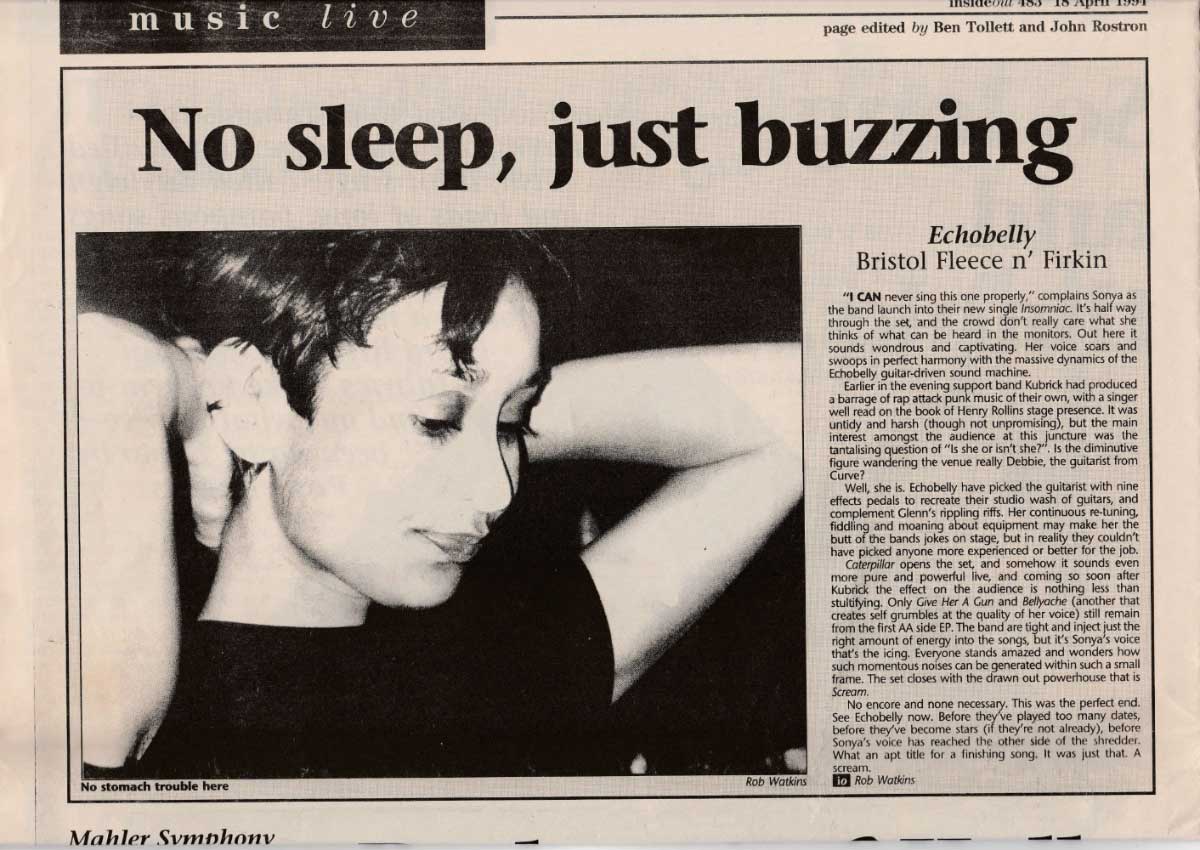 music live
insideout 483 18 April 1994
page edited by Ben Tollett and John Rostron
No sleep, just buzzing
Echobelly
Bristol Fleece n' Firkin
"I CAN never sing this one properly," complains Sonya as
the band launch into their new single Insomniac. It's half way
through the set, and the crowd don't really care what she
thinks of what can be heard in the monitors. Out here it
sounds wondrous and captivating. Her voice soars and
swoops in perfect harmony with the massive dynamics of the
Echobelly guitar-driven sound machine.
Earlier in the evening support band Kubrick had produced
a barrage of rap attack punk music of their own, with a singer
well read on the book of Henry Rollins stage presence. It was
untidy and harsh (though not unpromising), but the main
interest amongst the audience at this juncture was the
tantalising question of "Is she or isn't she?". Is the diminutive
figure wandering the venue really Debbie, the guitarist from
Curve?
Well, she is. Echobelly have picked the guitarist with nine
effects pedals to recreate their studio wash of guitars, and
complement Glenn's rippling riffs. Her continuous re-tuning,
fiddling and moaning about equipment may make her the
butt of the bands jokes on stage, but in reality they couldn't
have picked anyone more experienced or better for the job.
Caterpillar opens the set, and somehow it sounds even
more pure and powerful live, and coming so soon after
Kubrick the effect on the audience is nothing less than
stultifying. Only Give Her A Gun and Bellyache (another that
creates self grumbles at the quality of her voice) still remain
from the first AA side EP. The band are tight and inject just the
right amount of energy into the songs, but it's Sonya's voice
that's the icing. Everyone stands amazed and wonders how
such momentous noises can be generated within such a small
frame. The set closes with the drawn out powerhouse that is
Scream.
No encore and none necessary. This was the perfect end.
See Echobelly now. Before they've played too many dates,
before they've become stars (if they're not already), before
Sonya's voice has reached the other side of the shredder.
What an apt title for a finishing song. It was just that. A
scream.
io Rob Watkins
No stomach trouble here
Rob Watkins
Mahler Symphony